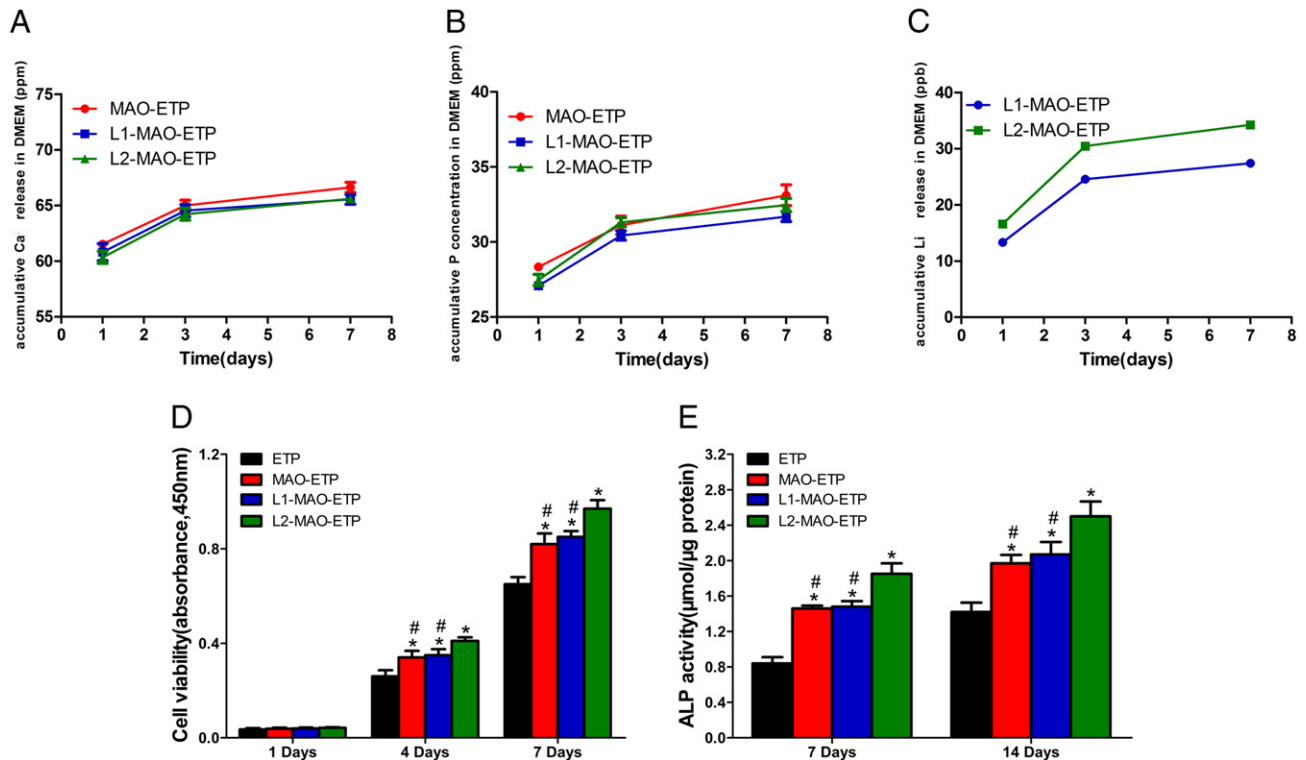 A
accumulative Ca release in DMEM (ppm)
75
70
65
60
55
MAO-ETP
L1-MAO-ETP
L2-MAO-ETP
0 1 2 3 4 5 6 7 8
Time(days)
B
accumulative P concentration in DMEM (ppm)
40
35
30
25
MAO-ETP
L1-MAO-ETP
L2-MAO-ETP
0 1 2 3 4 5 6 7 8
Time(days)
C
accumulative Li release in DMEM (ppb)
40
30
20
10
0
L1-MAO-ETP
L2-MAO-ETP
0 1 2 3 4 5 6 7 8
Time(days)
D
Cell viability(absorbance,450nm)
1.2
0.8
0.4
0.0
ETP
MAO-ETP
L1-MAO-ETP
L2-MAO-ETP
# # *
* *
# # *
* *
1 Days 4 Days 7 Days
E
ALP activity(μmol/μg protein)
3.2
2.8
2.4
2.0
1.6
1.2
0.8
0.4
0.0
ETP
MAO-ETP
L1-MAO-ETP
L2-MAO-ETP
# # *
* *
# # *
* *
7 Days 14 Days